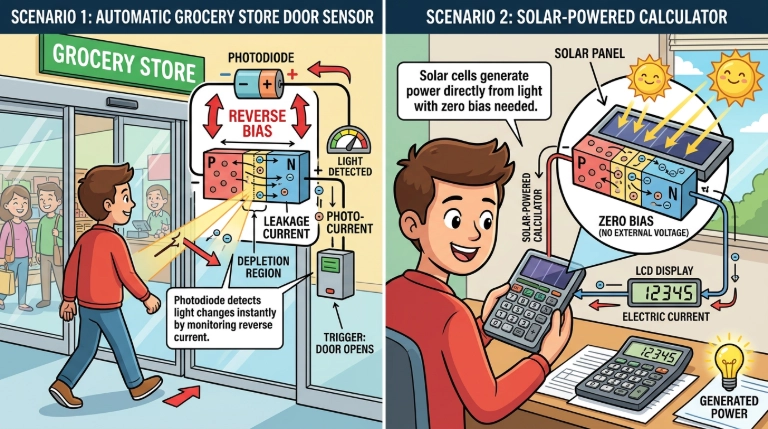 SCENARIO 1: AUTOMATIC GROCERY STORE DOOR SENSOR
GROCERY STORE
PHOTODIODE
− + +
REVERSE
BIAS
P
N
LIGHT
DETECTED
LEAKAGE
CURRENT
PHOTO-
CURRENT
DEPLETION
REGION
Photodiode detects
light changes instantly
by monitoring reverse
current.
TRIGGER:
DOOR OPENS
SCENARIO 2: SOLAR-POWERED CALCULATOR
Solar cells generate
power directly from light
with zero bias needed.
SOLAR PANEL
P
N
ZERO BIAS
(NO EXTERNAL VOLTAGE)
SOLAR-POWERED
CALCULATOR
LCD DISPLAY
12345
ELECTRIC CURRENT
12345
GENERATED
POWER